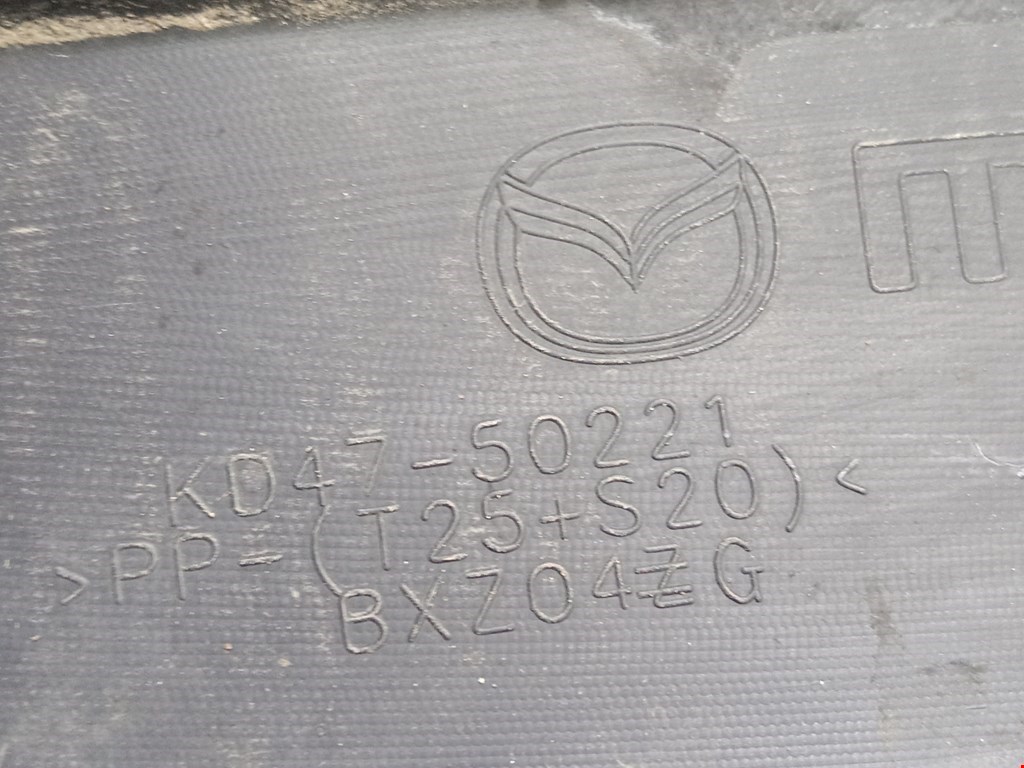 M
KD47-50221
>PP-(T25+S20)<
BXZ04ZG